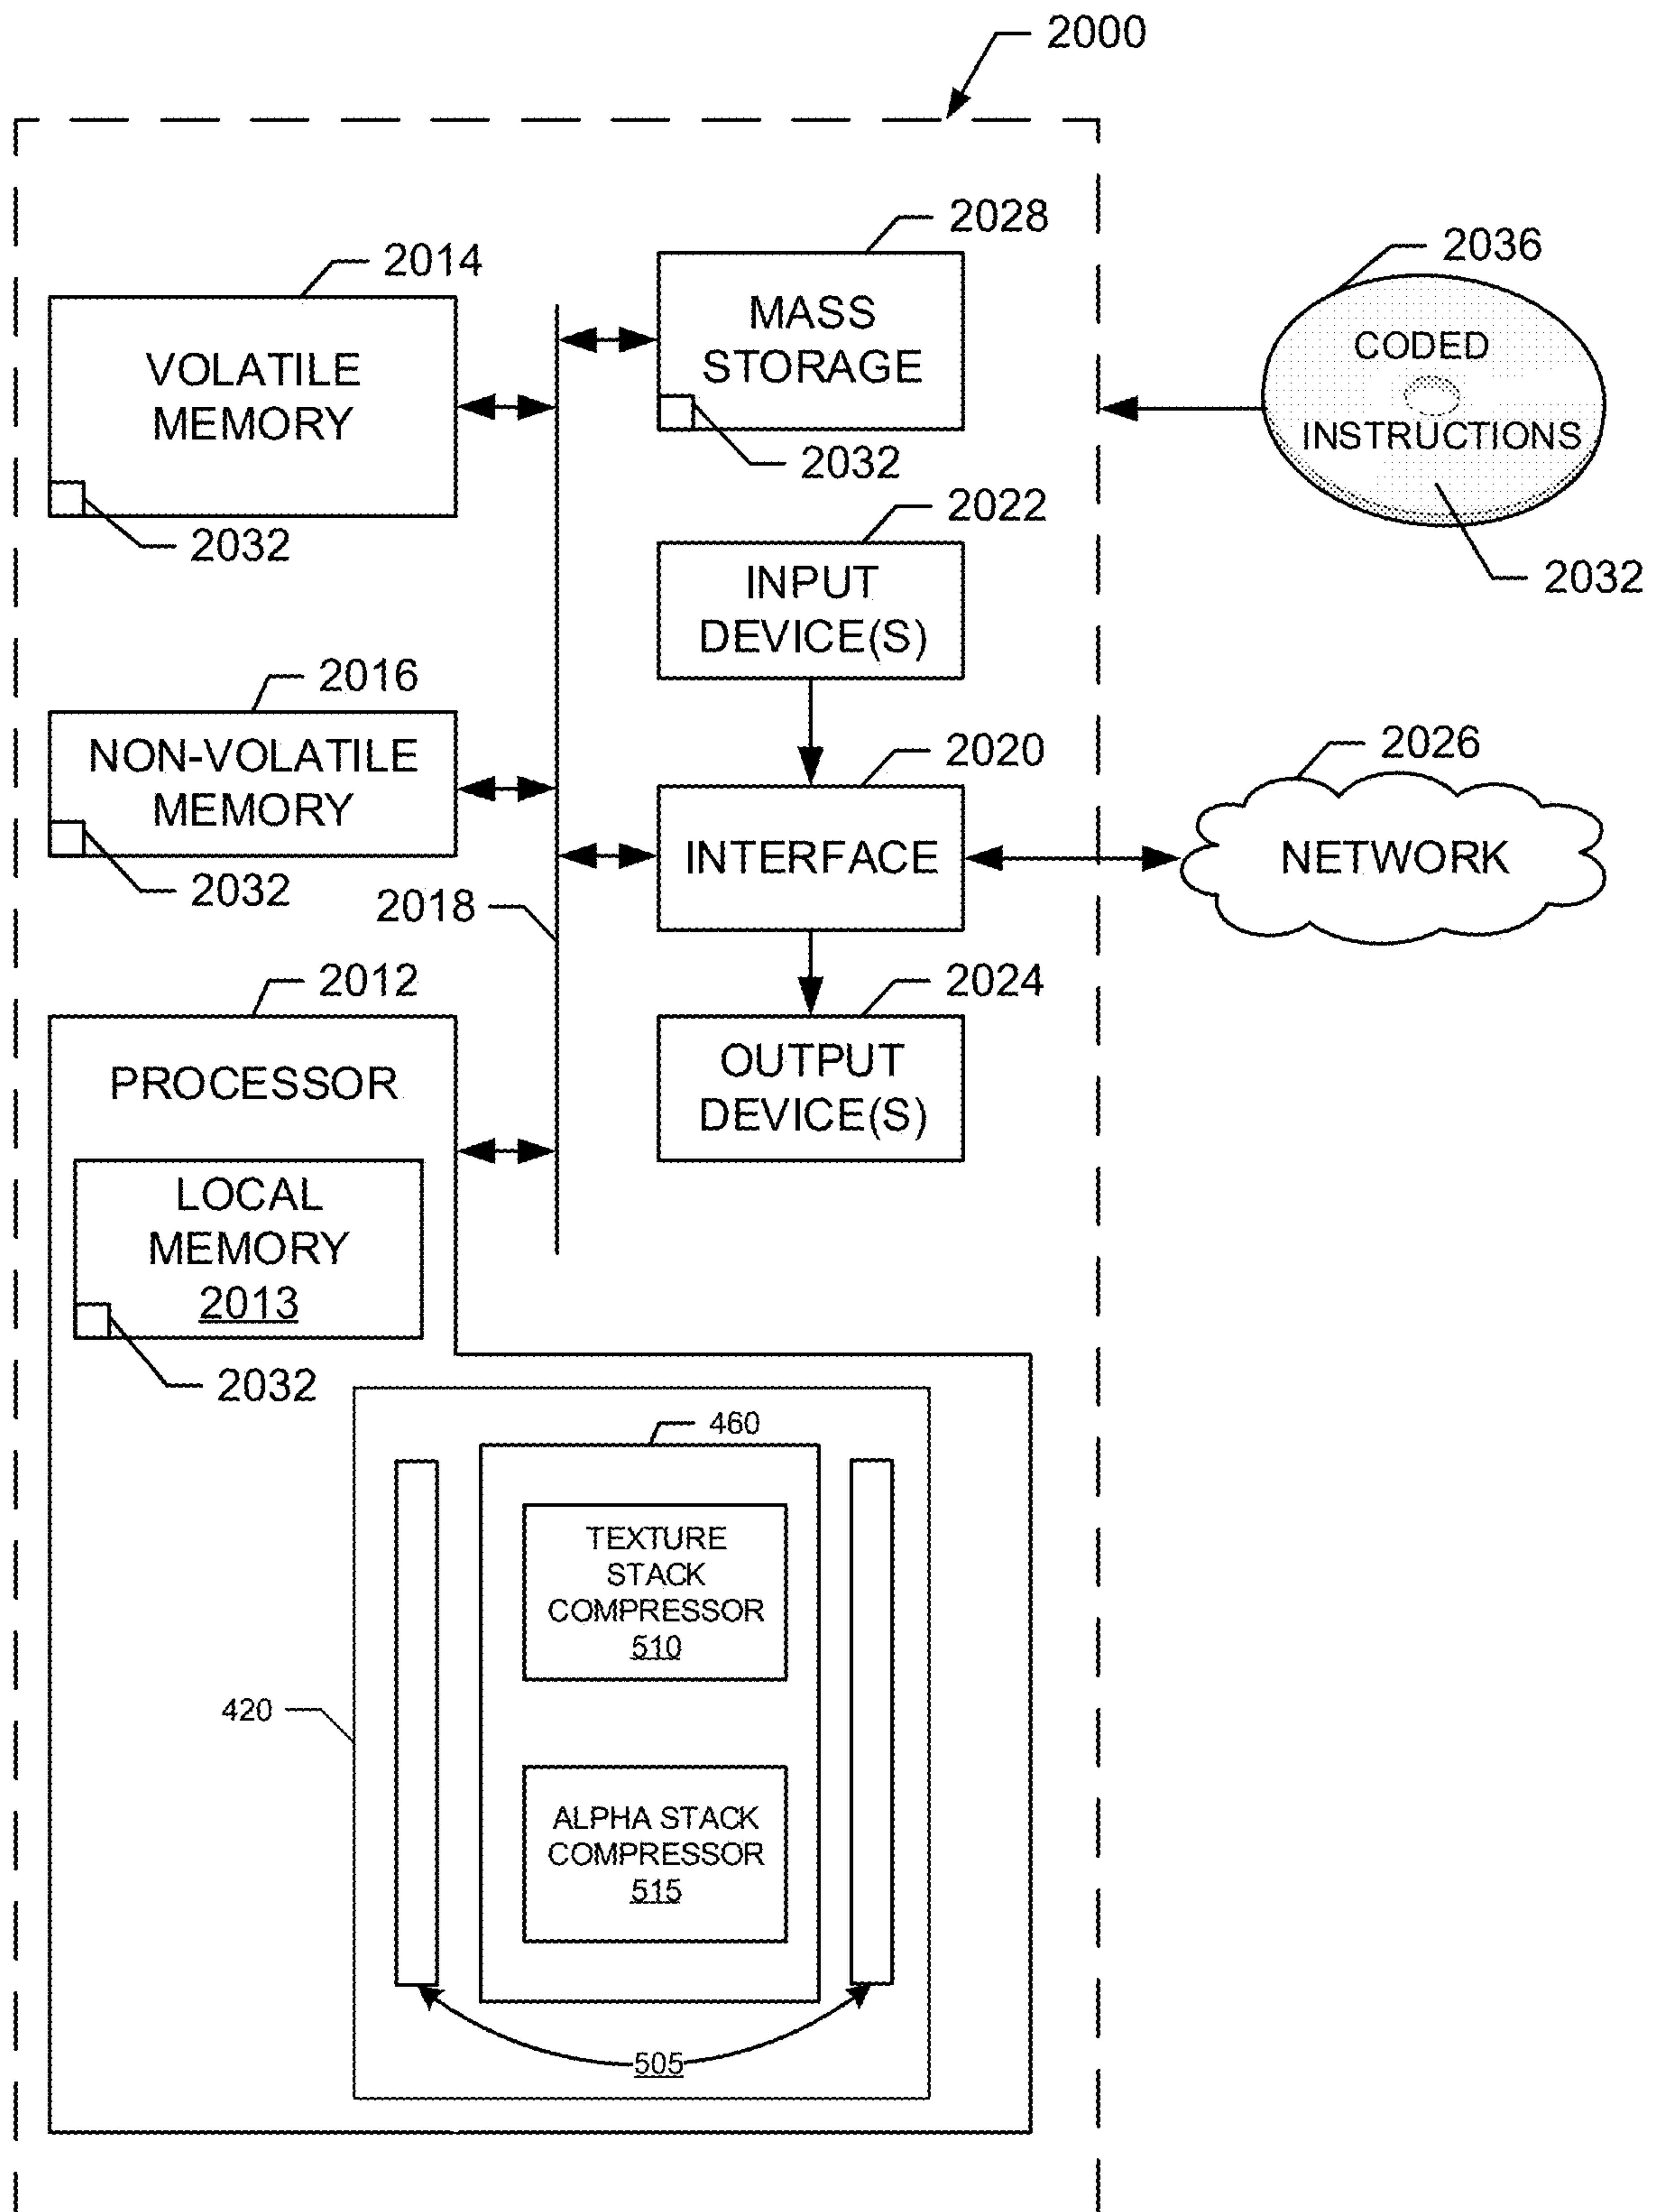 2000
2028
2014
MASS
STORAGE
VOLATILE
MEMORY
2032
2032
2036
CODED
INSTRUCTIONS
2032
2022
INPUT
DEVICE(S)
2016
NON-VOLATILE
MEMORY
2032
2020
INTERFACE
2026
NETWORK
2018
2012
PROCESSOR
2024
OUTPUT
DEVICE(S)
LOCAL
MEMORY
2013
2032
460
TEXTURE
STACK
COMPRESSOR
510
420
ALPHA STACK
COMPRESSOR
515
505